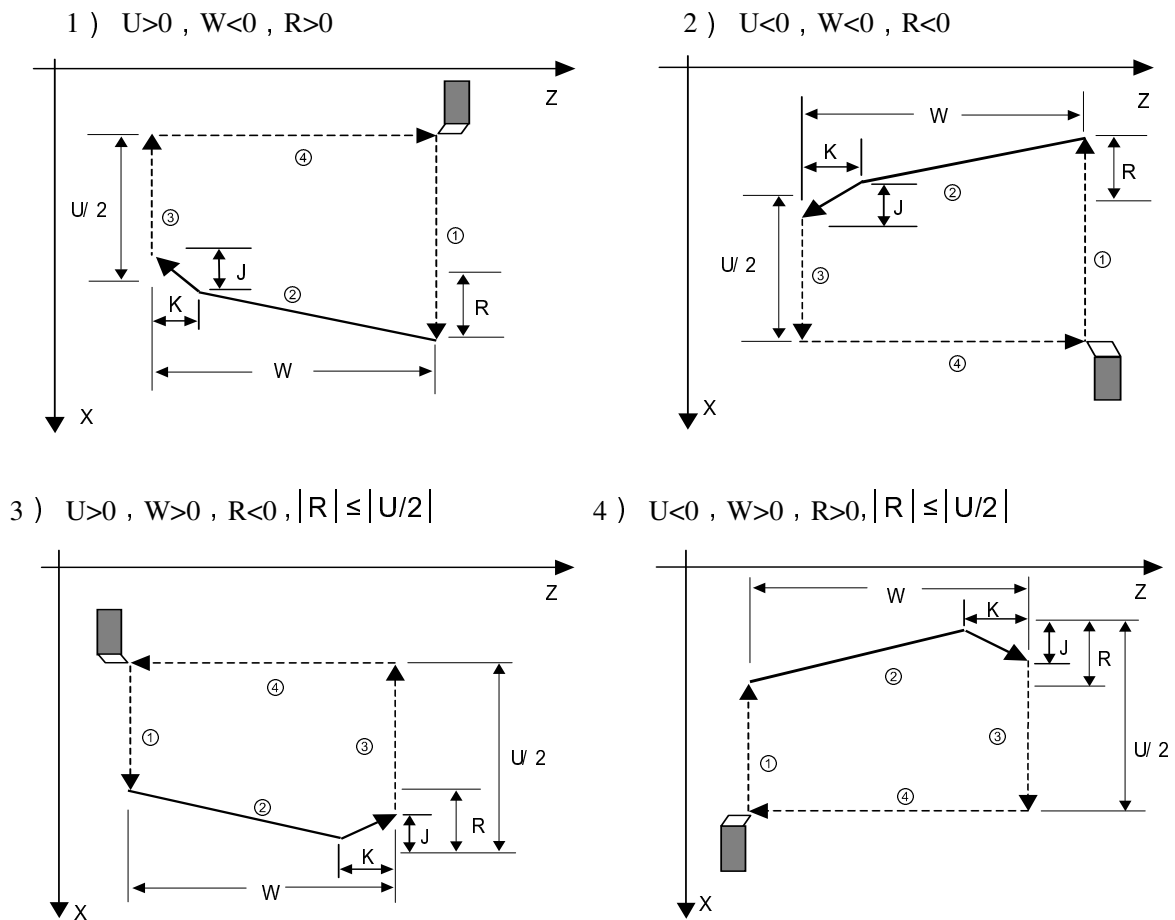 1） U>0 , W<0 , R>0
Z
④
U/ 2
③
①
J
②
K
R
W
X
2） U<0 , W<0 , R<0
Z
W
K
R
②
J
U/ 2
③
①
④
X
3） U>0 , W>0 , R<0 , |R| ≤ |U/2|
Z
④
①
③
U/ 2
②
R
J
K
W
X
4） U<0 , W>0 , R>0, |R| ≤ |U/2|
Z
W
K
J
R
②
③
U/ 2
①
④
X